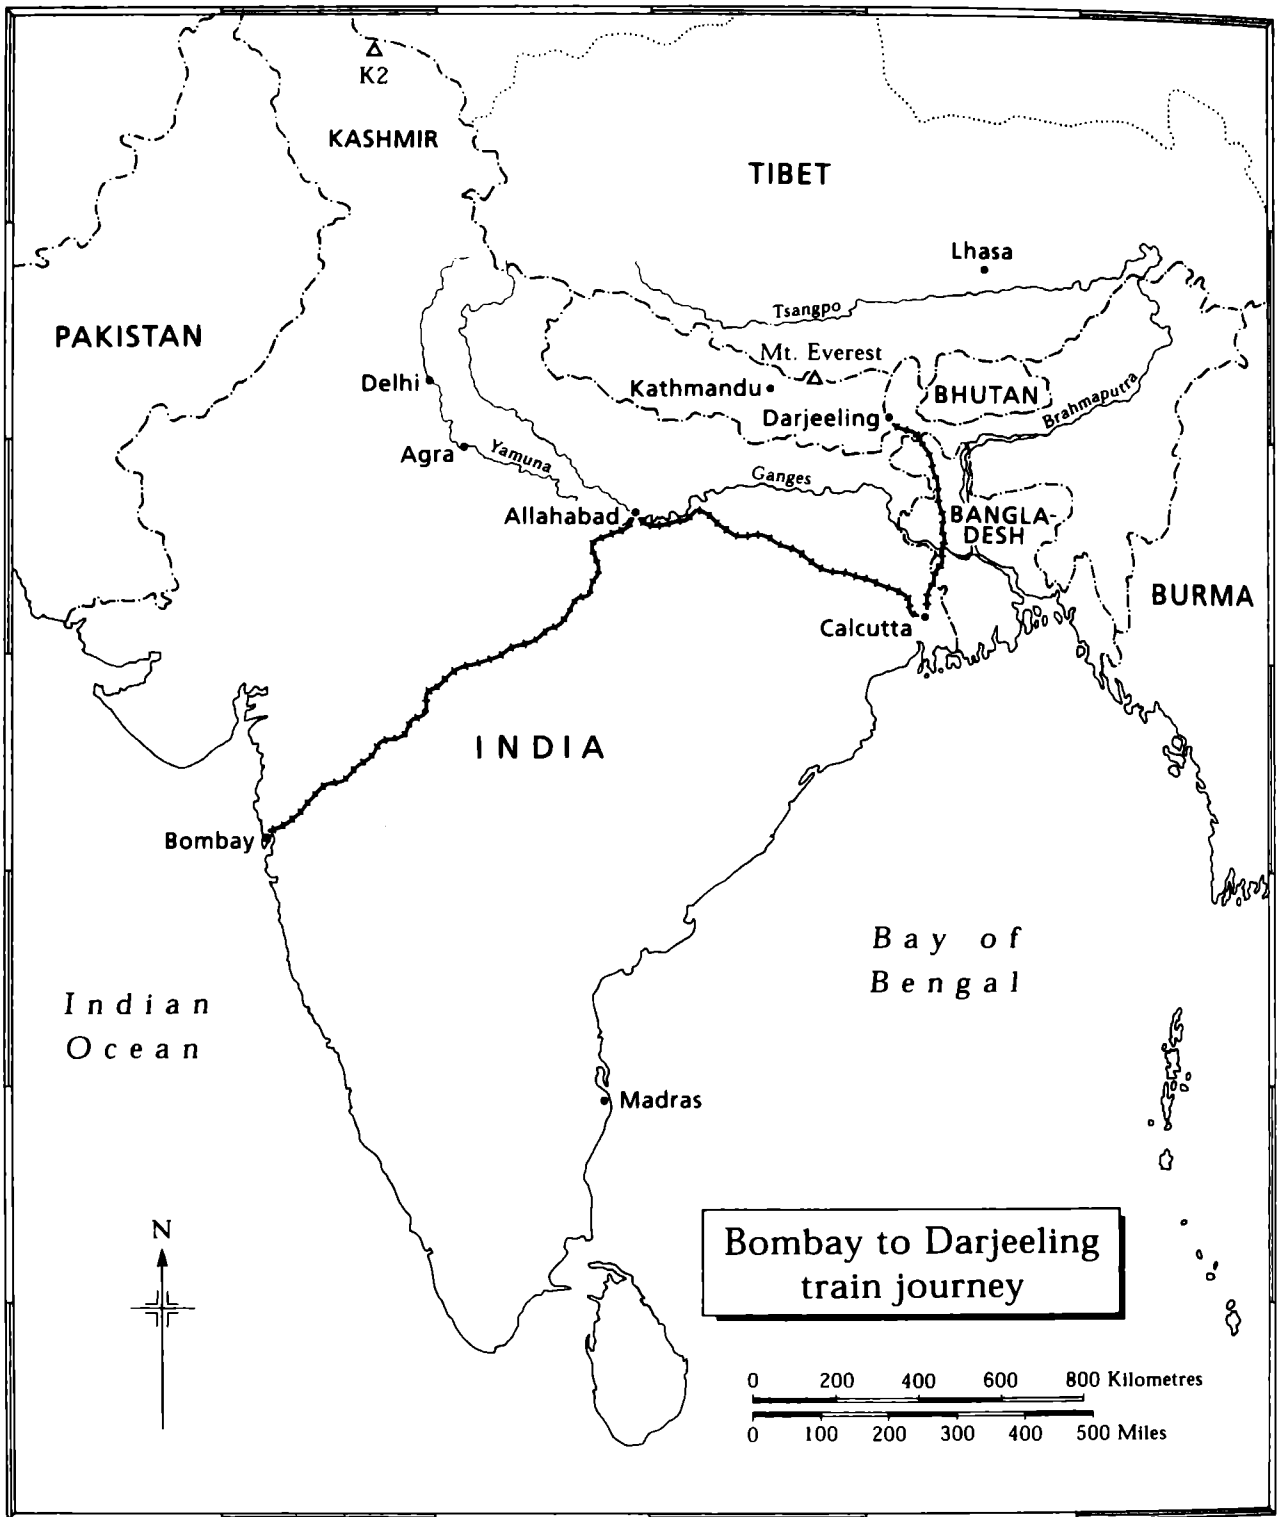 K2
KASHMIR
TIBET
Lhasa
Tsangpo
PAKISTAN
Mt. Everest
Delhi
Kathmandu
BHUTAN
Darjeeling
Brahmaputra
Agra
Yamuna
Ganges
Allahabad
BANGLA-
DESH
BURMA
Calcutta
INDIA
Bombay
Bay of
Bengal
Indian
Ocean
Madras
N
Bombay to Darjeeling
train journey
0 200 400 600 800 Kilometres
0 100 200 300 400 500 Miles